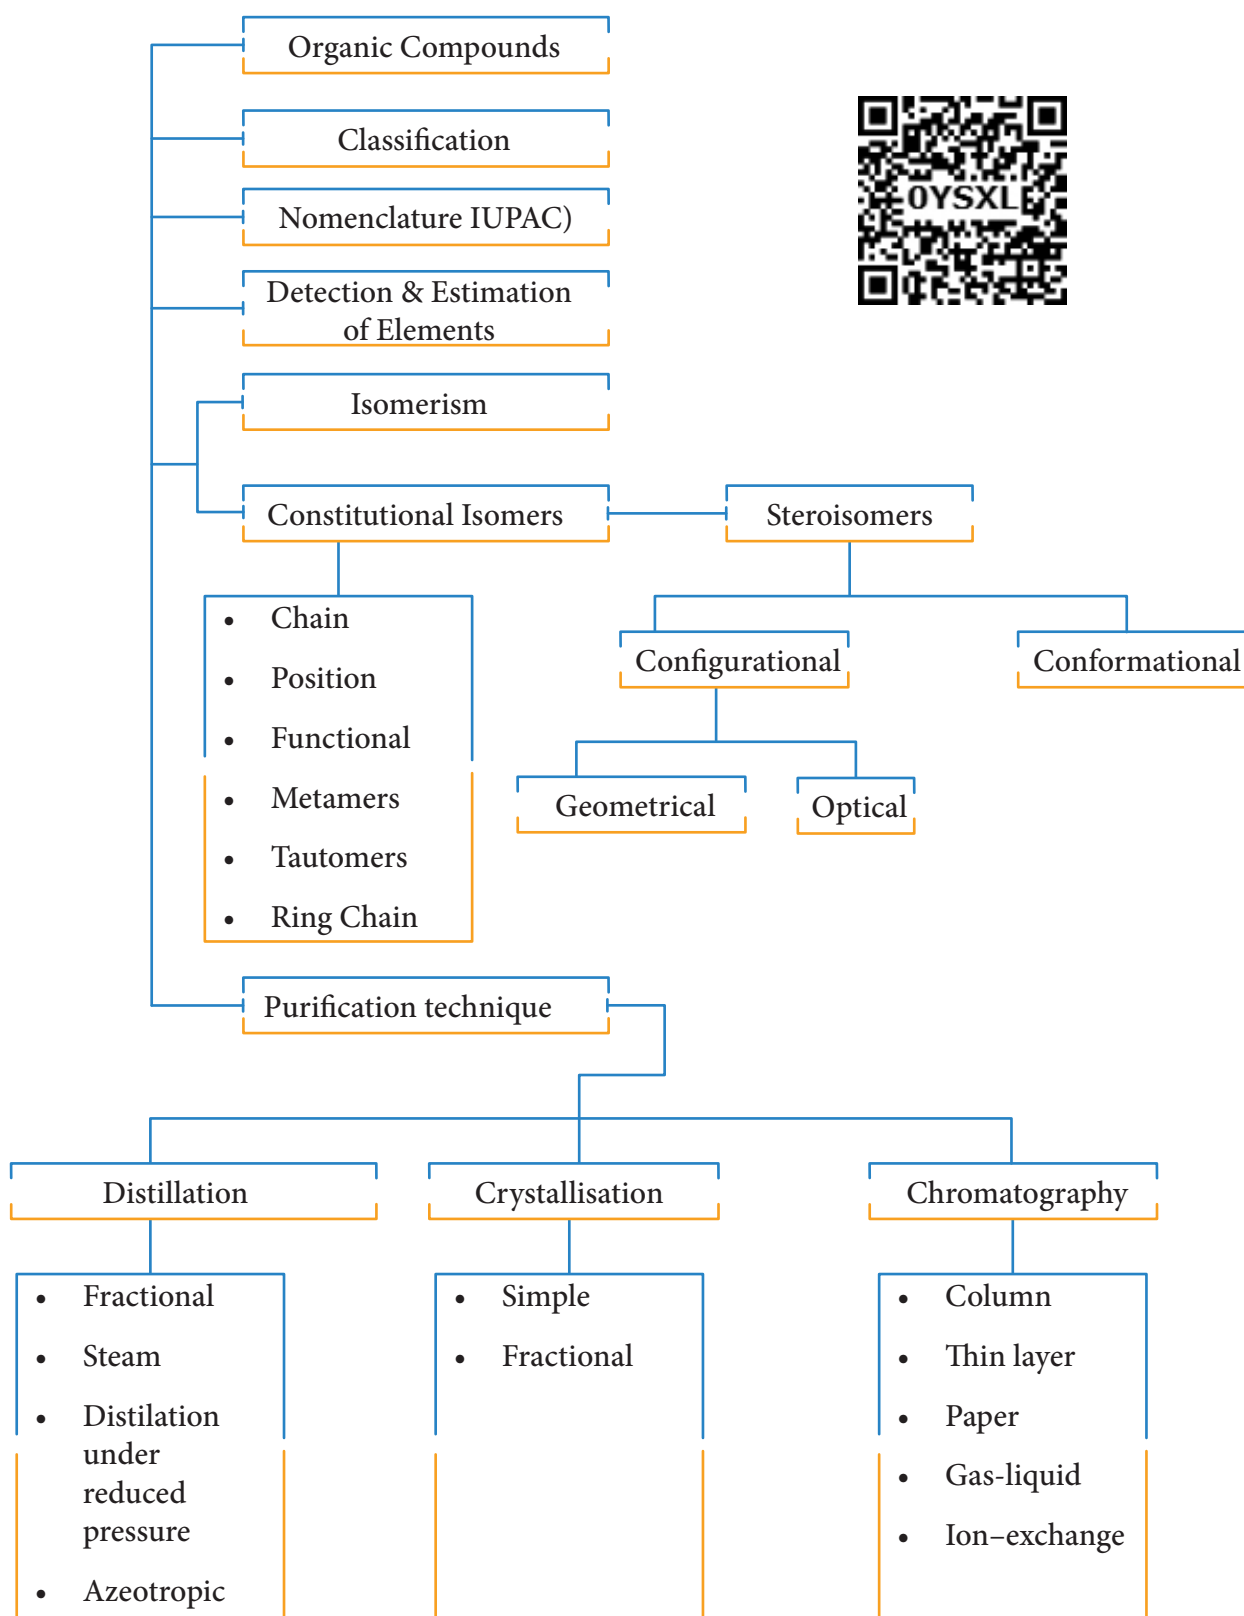 Organic Compounds
0YSXL
Classification
Nomenclature IUPAC)
Detection & Estimation
of Elements
Isomerism
Constitutional Isomers
Steroisomers
• Chain
• Position
• Functional
• Metamers
• Tautomers
• Ring Chain
Configurational
Conformational
Geometrical
Optical
Purification technique
Distillation
Crystallisation
Chromatography
• Fractional
• Steam
• Distilation
under
reduced
pressure
• Azeotropic
• Simple
• Fractional
• Column
• Thin layer
• Paper
• Gas-liquid
• Ion–exchange